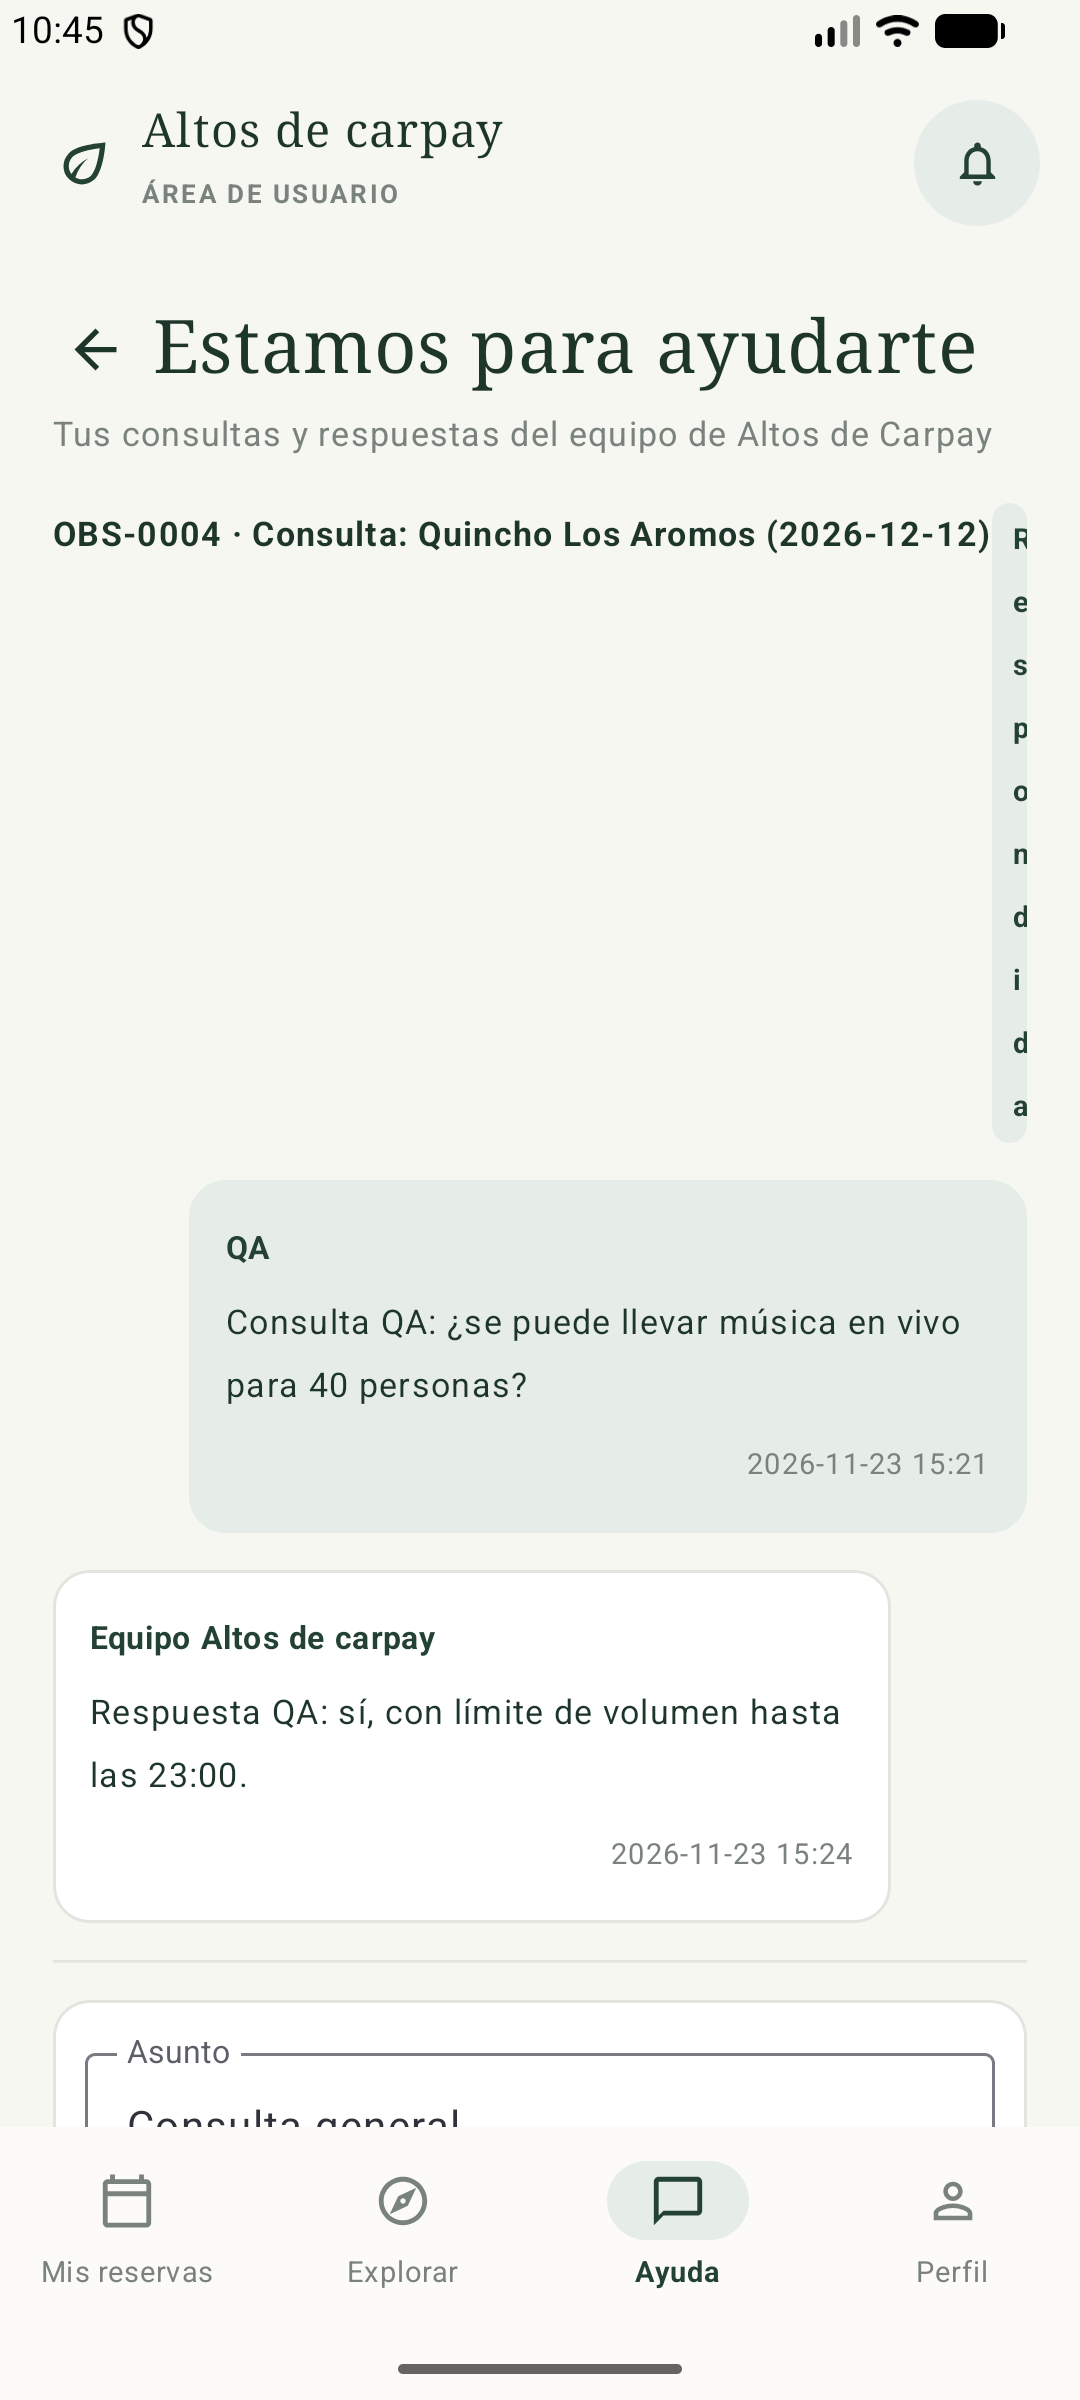 10:45
Altos de carpay
ÁREA DE USUARIO
Estamos para ayudarte
Tus consultas y respuestas del equipo de Altos de Carpay
OBS-0004 · Consulta: Quincho Los Aromos (2026-12-12)
R
e
s
p
o
n
d
i
d
a
QA
Consulta QA: ¿se puede llevar música en vivo
para 40 personas?
2026-11-23 15:21
Equipo Altos de carpay
Respuesta QA: sí, con límite de volumen hasta
las 23:00.
2026-11-23 15:24
Asunto
Consulta general
Mis reservas
Explorar
Ayuda
Perfil